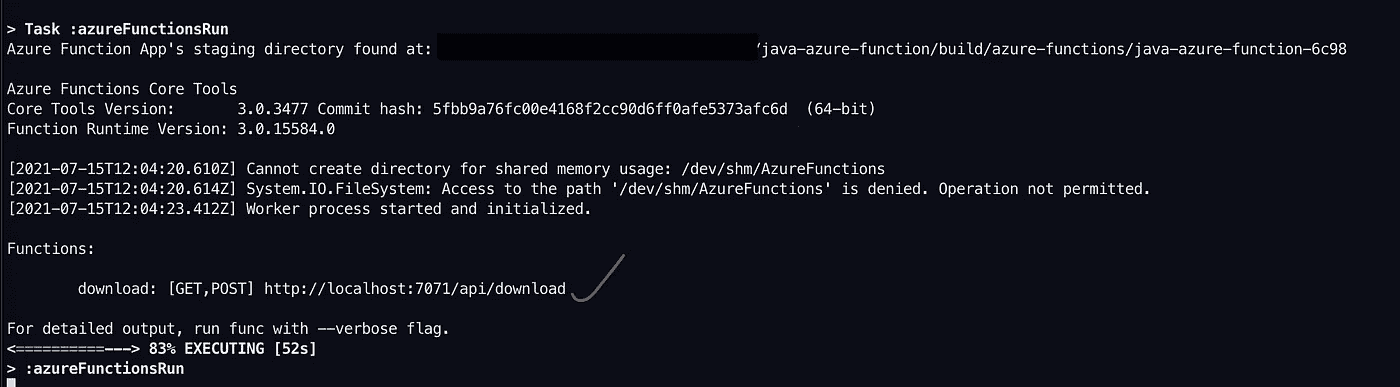 > Task :azureFunctionsRun
Azure Function App's staging directory found at: /java-azure-function/build/azure-functions/java-azure-function-6c98
Azure Functions Core Tools
Core Tools Version: 3.0.3477 Commit hash: 5fbb9a76fc00e4168f2cc90d6ff0afe5373afc6d (64-bit)
Function Runtime Version: 3.0.15584.0
[2021-07-15T12:04:20.610Z] Cannot create directory for shared memory usage: /dev/shm/AzureFunctions
[2021-07-15T12:04:20.614Z] System.IO.FileSystem: Access to the path '/dev/shm/AzureFunctions' is denied. Operation not permitted.
[2021-07-15T12:04:23.412Z] Worker process started and initialized.
Functions:
download: [GET,POST] http://localhost:7071/api/download
For detailed output, run func with --verbose flag.
<==========---> 83% EXECUTING [52s]
> :azureFunctionsRun